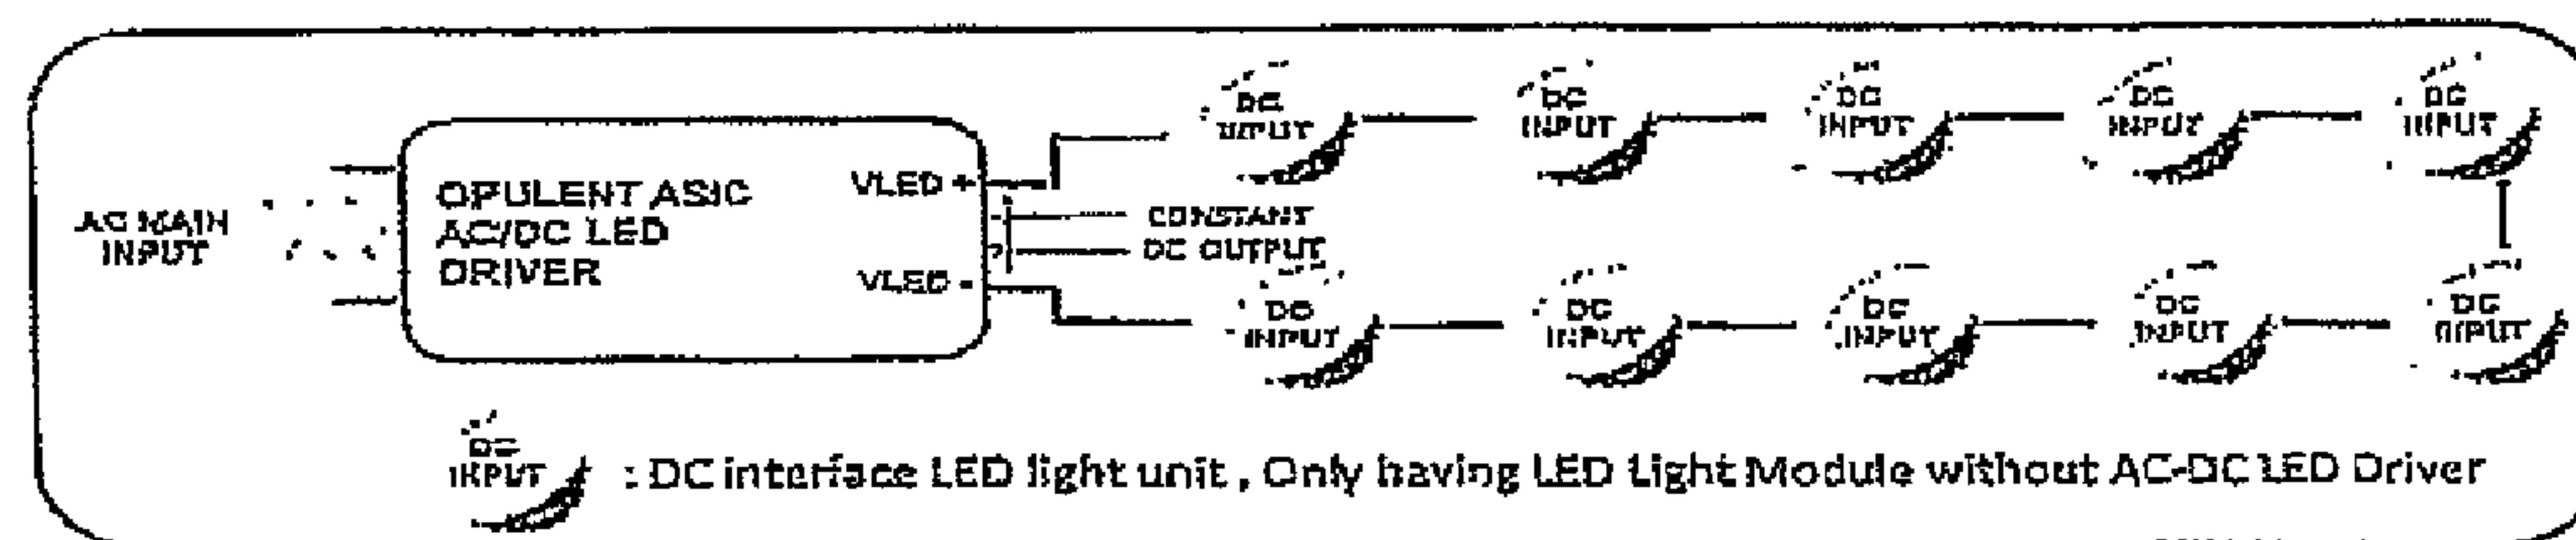 DC INPUT
DC INPUT
DC INPUT
DC INPUT
DC INPUT
AC MAIN
INPUT
OPULENT ASIC
AC/DC LED
DRIVER
VLED +
CONSTANT
DC OUTPUT
VLED -
DC INPUT
DC INPUT
DC INPUT
DC INPUT
DC INPUT
DC
INPUT
: DC interface LED light unit , Only having LED Light Module without AC-DC LED Driver